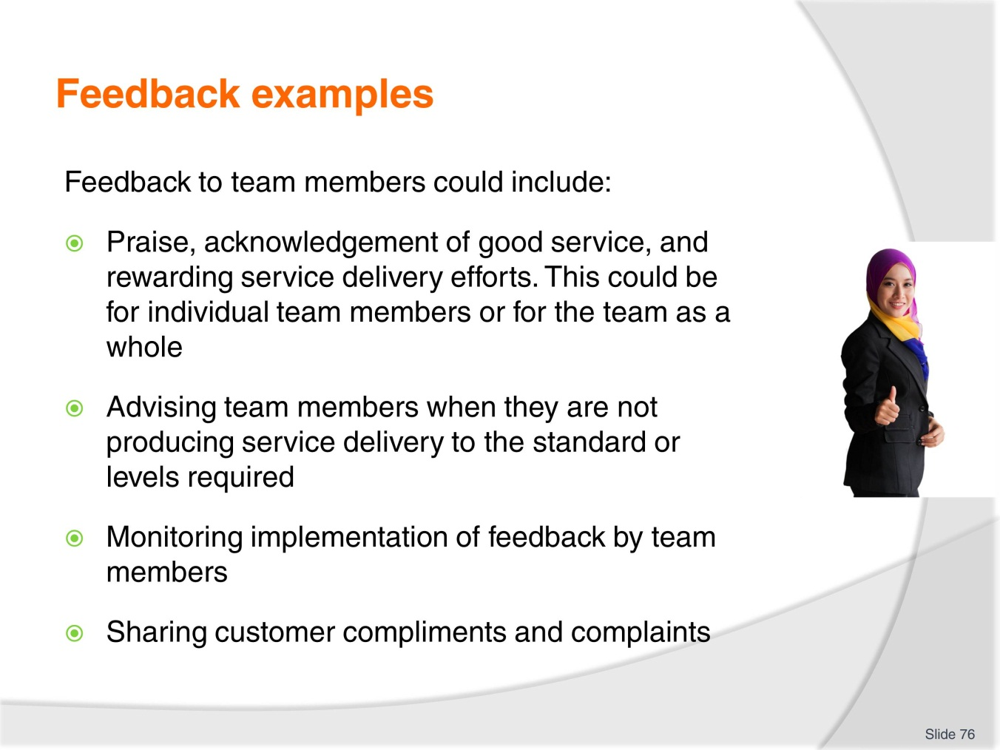 Feedback examples
Feedback to team members could include:
Praise, acknowledgement of good service, and
rewarding service delivery efforts. This could be
for individual team members or for the team as a
whole
Advising team members when they are not
producing service delivery to the standard or
levels required
Monitoring implementation of feedback by team
members
Sharing customer compliments and complaints
Slide 76